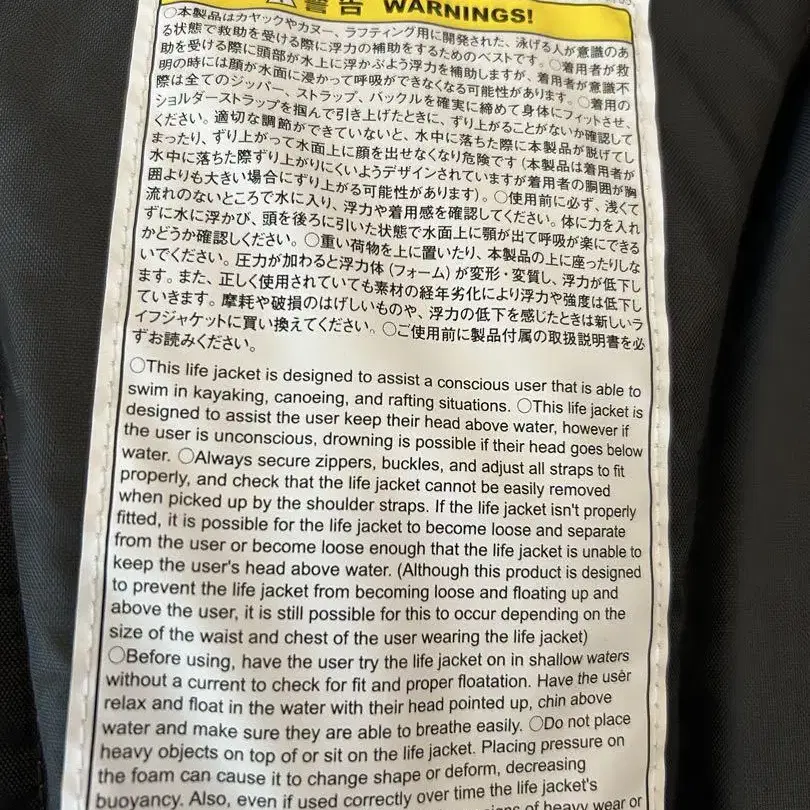 警告 WARNINGS!
○本製品はカヤックやカヌー、ラフティング用に開発された、泳げる人が意識のあ
る状態で救助を受ける際に浮力の補助をするためのベストです。○着用者が救
助を受ける際に頭部が水上に浮かぶよう浮力を補助しますが、着用者が意識不
明の時には顔が水面に浸かって呼吸ができなくなる可能性があります。○着用の
際は全てのジッパー、ストラップ、バックルを確実に締めて身体にフィットさせ、
ショルダーストラップを掴んで引き上げたときに、ずり上がることがないか確認して
ください。適切な調節ができていないと、水中に落ちた際に本製品が脱げてし
まったり、ずり上がって水面上に顔を出せなくなり危険です(本製品は着用者が
水中に落ちた際ずり上がりにくいようデザインされていますが着用者の胴囲が胸
囲よりも大きい場合にずり上がる可能性があります)。○使用前に必ず、浅くて
流れのないところで水に入り、浮力や着用感を確認してください。体に力を入れ
ずに水に浮かび、頭を後ろに引いた状態で水面上に顎が出て呼吸が楽にできる
かどうか確認しください。○重い荷物を上に置いたり、本製品の上に座ったりしな
いでください。圧力が加わると浮力体(フォーム)が変形・変質し、浮力が低下し
ます。また、正しく使用されていても素材の経年劣化により浮力や強度は低下し
ていきます。摩耗や破損のはげしいものや、浮力の低下を感じたときは新しいラ
イフジャケットに買い換えてください。○ご使用前に製品付属の取扱説明書を必
ずお読みください。
○This life jacket is designed to assist a conscious user that is able to
swim in kayaking, canoeing, and rafting situations. ○This life jacket is
designed to assist the user keep their head above water, however if
the user is unconscious, drowning is possible if their head goes below
water. ○Always secure zippers, buckles, and adjust all straps to fit
properly, and check that the life jacket cannot be easily removed
when picked up by the shoulder straps. If the life jacket isn't properly
fitted, it is possible for the life jacket to become loose and separate
from the user or become loose enough that the life jacket is unable to
keep the user's head above water. (Although this product is designed
to prevent the life jacket from becoming loose and floating up and
above the user, it is still possible for this to occur depending on the
size of the waist and chest of the user wearing the life jacket)
○Before using, have the user try the life jacket on in shallow waters
without a current to check for fit and proper floatation. Have the user
relax and float in the water with their head pointed up, chin above
water and make sure they are able to breathe easily. ○Do not place
heavy objects on top of or sit on the life jacket. Placing pressure on
the foam can cause it to change shape or deform, decreasing
buoyancy. Also, even if used correctly over time the life jacket's
signs of heavy wear or